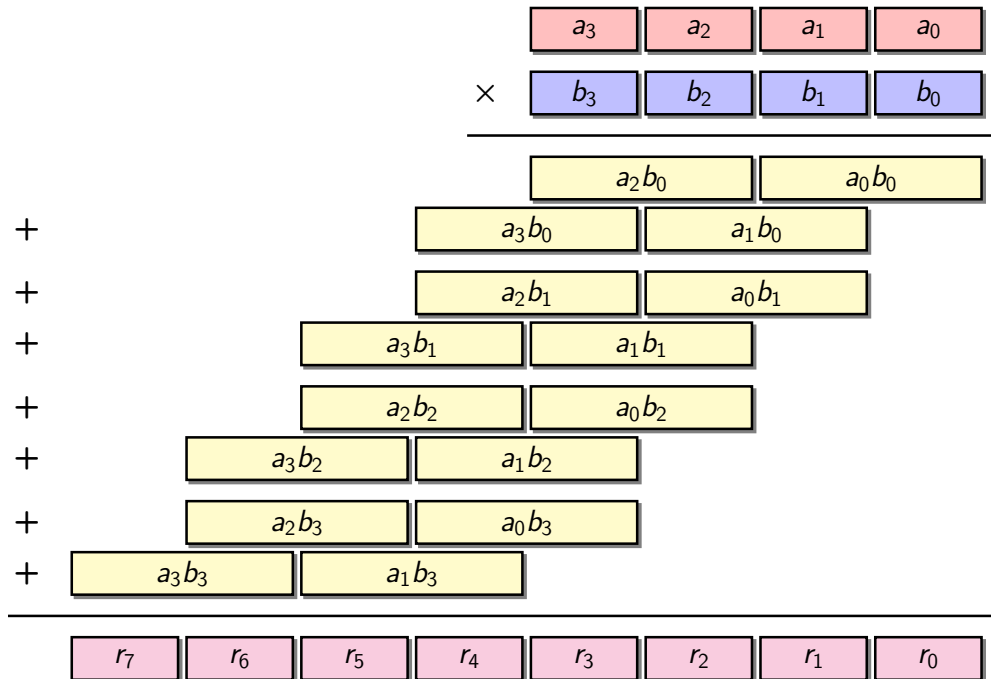 a₃ a₂ a₁ a₀
× b₃ b₂ b₁ b₀
a₂b₀ a₀b₀
+ a₃b₀ a₁b₀
+ a₂b₁ a₀b₁
+ a₃b₁ a₁b₁
+ a₂b₂ a₀b₂
+ a₃b₂ a₁b₂
+ a₂b₃ a₀b₃
+ a₃b₃ a₁b₃
r₇ r₆ r₅ r₄ r₃ r₂ r₁ r₀